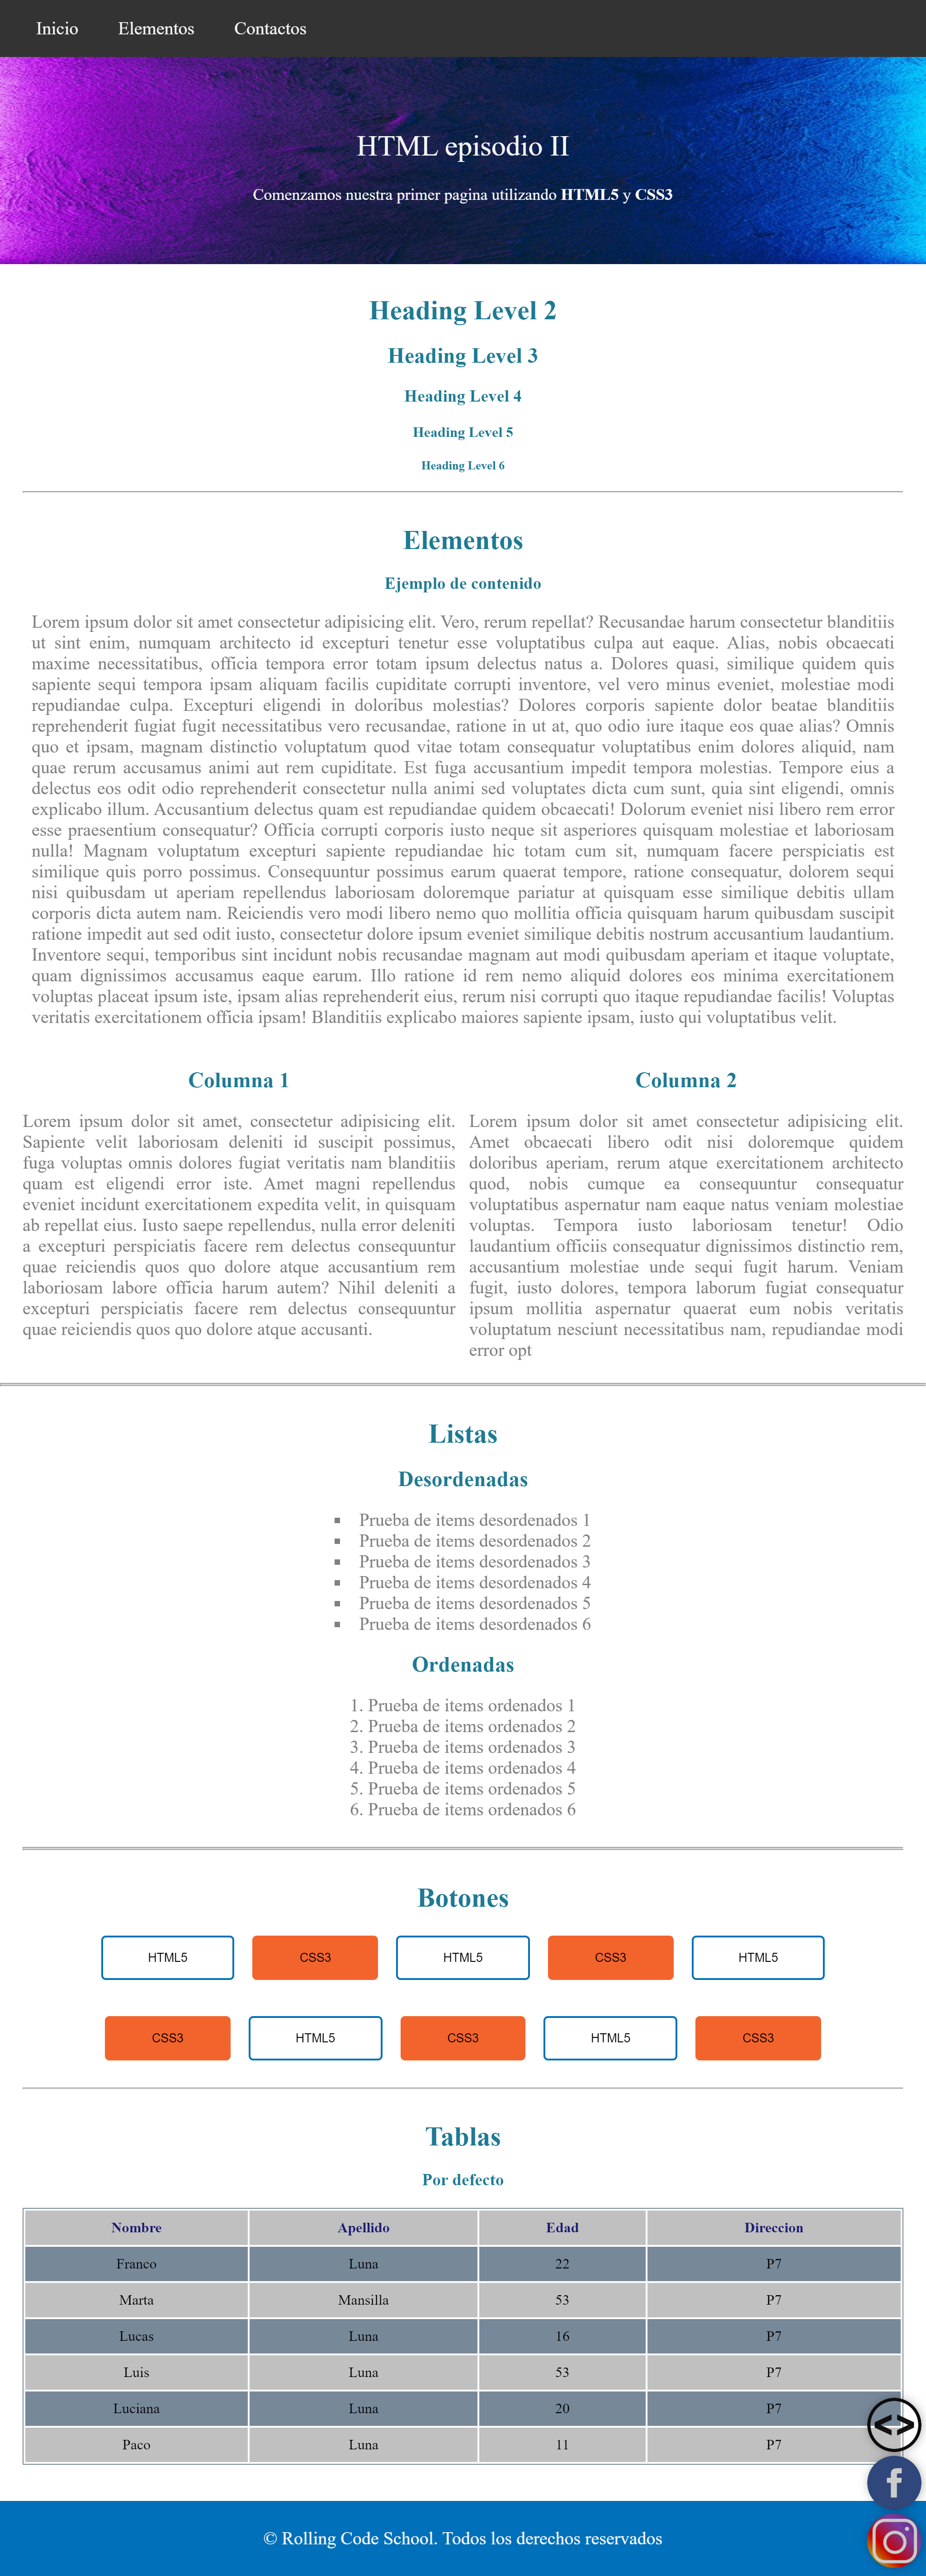 Inicio Elementos Contactos
HTML episodio II
Comenzamos nuestra primer pagina utilizando HTML5 y CSS3
Heading Level 2
Heading Level 3
Heading Level 4
Heading Level 5
Heading Level 6
Elementos
Ejemplo de contenido
Lorem ipsum dolor sit amet consectetur adipisicing elit. Vero, rerum repellat? Recusandae harum consectetur blanditiis
ut sint enim, numquam architecto id excepturi tenetur esse voluptatibus culpa aut eaque. Alias, nobis obcaecati
maxime necessitatibus, officia tempora error totam ipsum delectus natus a. Dolores quasi, similique quidem quis
sapiente sequi tempora ipsam aliquam facilis cupiditate corrupti inventore, vel vero minus eveniet, molestiae modi
repudiandae culpa. Excepturi eligendi in doloribus molestias? Dolores corporis sapiente dolor beatae blanditiis
reprehenderit fugiat fugit necessitatibus vero recusandae, ratione in ut at, quo odio iure itaque eos quae alias? Omnis
quo et ipsam, magnam distinctio voluptatum quod vitae totam consequatur voluptatibus enim dolores aliquid, nam
quae rerum accusamus animi aut rem cupiditate. Est fuga accusantium impedit tempora molestias. Tempore eius a
delectus eos odit odio reprehenderit consectetur nulla animi sed voluptates dicta cum sunt, quia sint eligendi, omnis
explicabo illum. Accusantium delectus quam est repudiandae quidem obcaecati! Dolorum eveniet nisi libero rem error
esse praesentium consequatur? Officia corrupti corporis iusto neque sit asperiores quisquam molestiae et laboriosam
nulla! Magnam voluptatum excepturi sapiente repudiandae hic totam cum sit, numquam facere perspiciatis est
similique quis porro possimus. Consequuntur possimus earum quaerat tempore, ratione consequatur, dolorem sequi
nisi quibusdam ut aperiam repellendus laboriosam doloremque pariatur at quisquam esse similique debitis ullam
corporis dicta autem nam. Reiciendis vero modi libero nemo quo mollitia officia quisquam harum quibusdam suscipit
ratione impedit aut sed odit iusto, consectetur dolore ipsum eveniet similique debitis nostrum accusantium laudantium.
Inventore sequi, temporibus sint incidunt nobis recusandae magnam aut modi quibusdam aperiam et itaque voluptate,
quam dignissimos accusamus eaque earum. Illo ratione id rem nemo aliquid dolores eos minima exercitationem
voluptas placeat ipsum iste, ipsam alias reprehenderit eius, rerum nisi corrupti quo itaque repudiandae facilis! Voluptas
veritatis exercitationem officia ipsam! Blanditiis explicabo maiores sapiente ipsam, iusto qui voluptatibus velit.
Columna 1
Lorem ipsum dolor sit amet, consectetur adipisicing elit.
Sapiente velit laboriosam deleniti id suscipit possimus,
fuga voluptas omnis dolores fugiat veritatis nam blanditiis
quam est eligendi error iste. Amet magni repellendus
eveniet incidunt exercitationem expedita velit, in quisquam
ab repellat eius. Iusto saepe repellendus, nulla error deleniti
a excepturi perspiciatis facere rem delectus consequuntur
quae reiciendis quos quo dolore atque accusantium rem
laboriosam labore officia harum autem? Nihil deleniti a
excepturi perspiciatis facere rem delectus consequuntur
quae reiciendis quos quo dolore atque accusanti.
Columna 2
Lorem ipsum dolor sit amet consectetur adipisicing elit.
Amet obcaecati libero odit nisi doloremque quidem
doloribus aperiam, rerum atque exercitationem architecto
quod, nobis cumque ea consequuntur consequatur
voluptatibus aspernatur nam eaque natus veniam molestiae
voluptas. Tempora iusto laboriosam tenetur! Odio
laudantium officiis consequatur dignissimos distinctio rem,
accusantium molestiae unde sequi fugit harum. Veniam
fugit, iusto dolores, tempora laborum fugiat consequatur
ipsum mollitia aspernatur quaerat eum nobis veritatis
voluptatum nesciunt necessitatibus nam, repudiandae modi
error opt
Listas
Desordenadas
▪ Prueba de items desordenados 1
▪ Prueba de items desordenados 2
▪ Prueba de items desordenados 3
▪ Prueba de items desordenados 4
▪ Prueba de items desordenados 5
▪ Prueba de items desordenados 6
Ordenadas
1. Prueba de items ordenados 1
2. Prueba de items ordenados 2
3. Prueba de items ordenados 3
4. Prueba de items ordenados 4
5. Prueba de items ordenados 5
6. Prueba de items ordenados 6
Botones
HTML5 CSS3 HTML5 CSS3 HTML5
CSS3 HTML5 CSS3 HTML5 CSS3
Tablas
Por defecto
Nombre Apellido Edad Direccion
Franco Luna 22 P7
Marta Mansilla 53 P7
Lucas Luna 16 P7
Luis Luna 53 P7
Luciana Luna 20 P7
Paco Luna 11 P7
<>
f
© Rolling Code School. Todos los derechos reservados